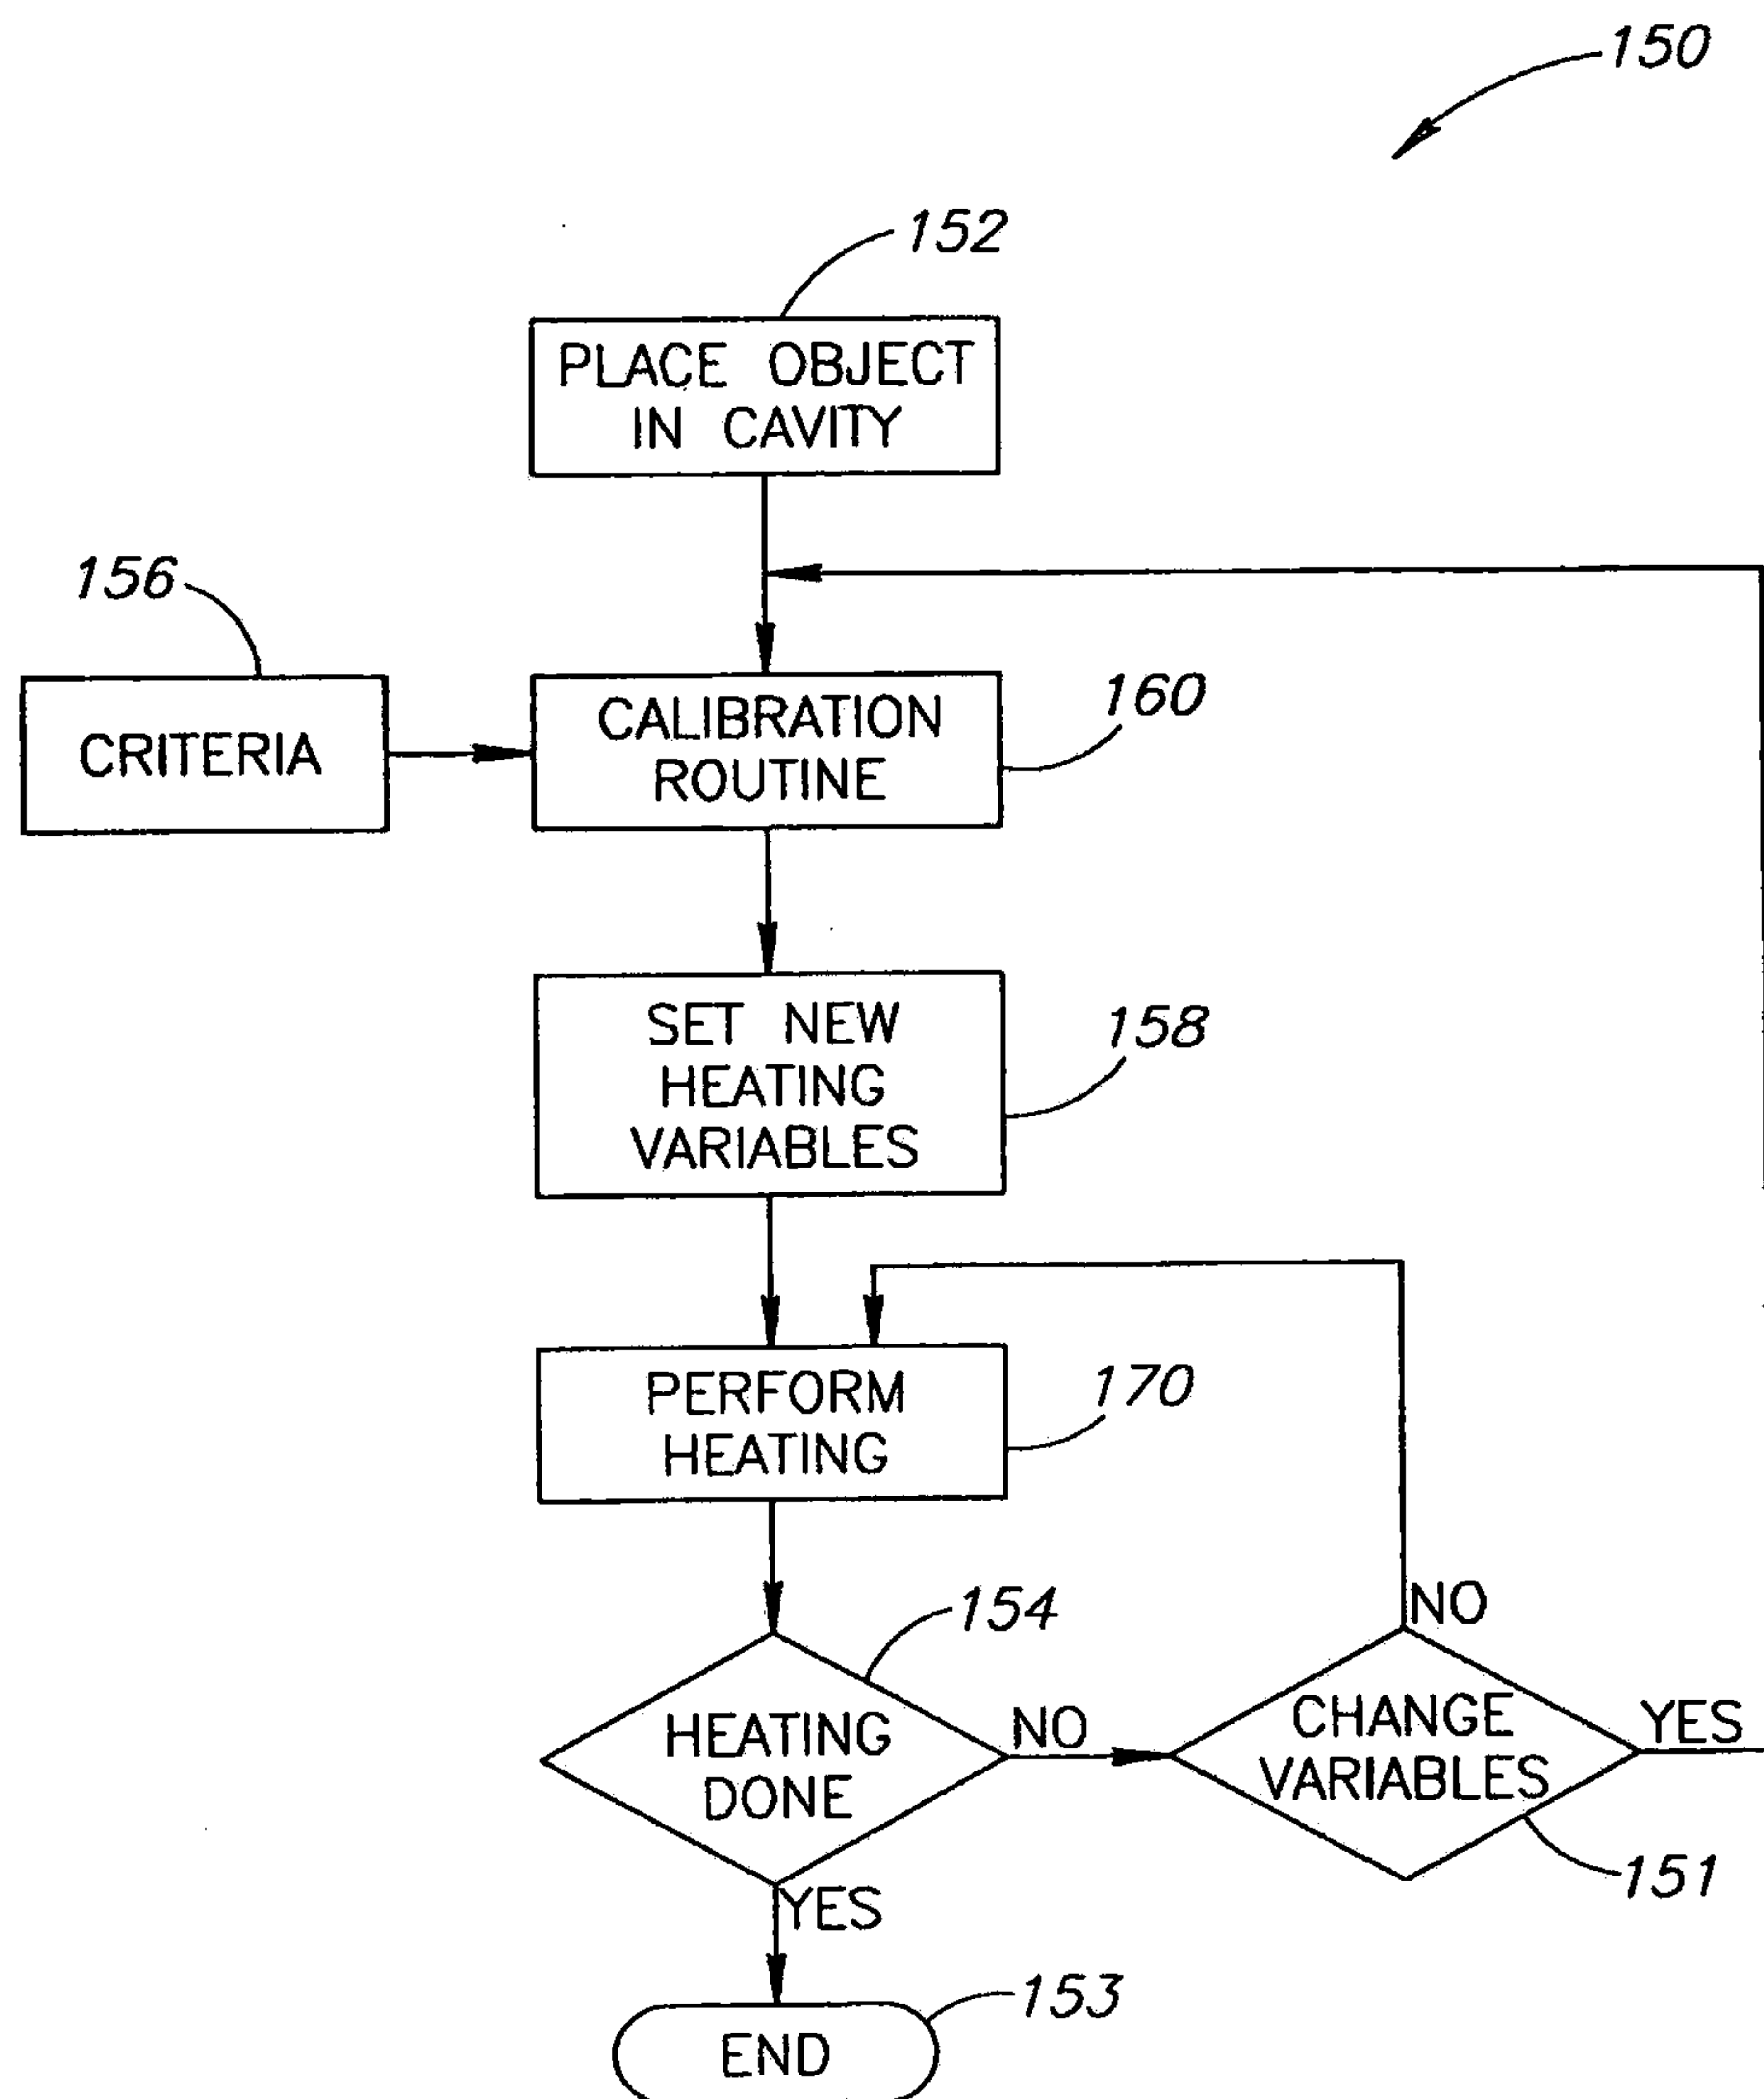 150
152
PLACE OBJECT
IN CAVITY
156
CRITERIA
CALIBRATION
ROUTINE
160
SET NEW
HEATING
VARIABLES
158
PERFORM
HEATING
170
154
HEATING
DONE
NO
NO
CHANGE
VARIABLES
YES
151
YES
153
END